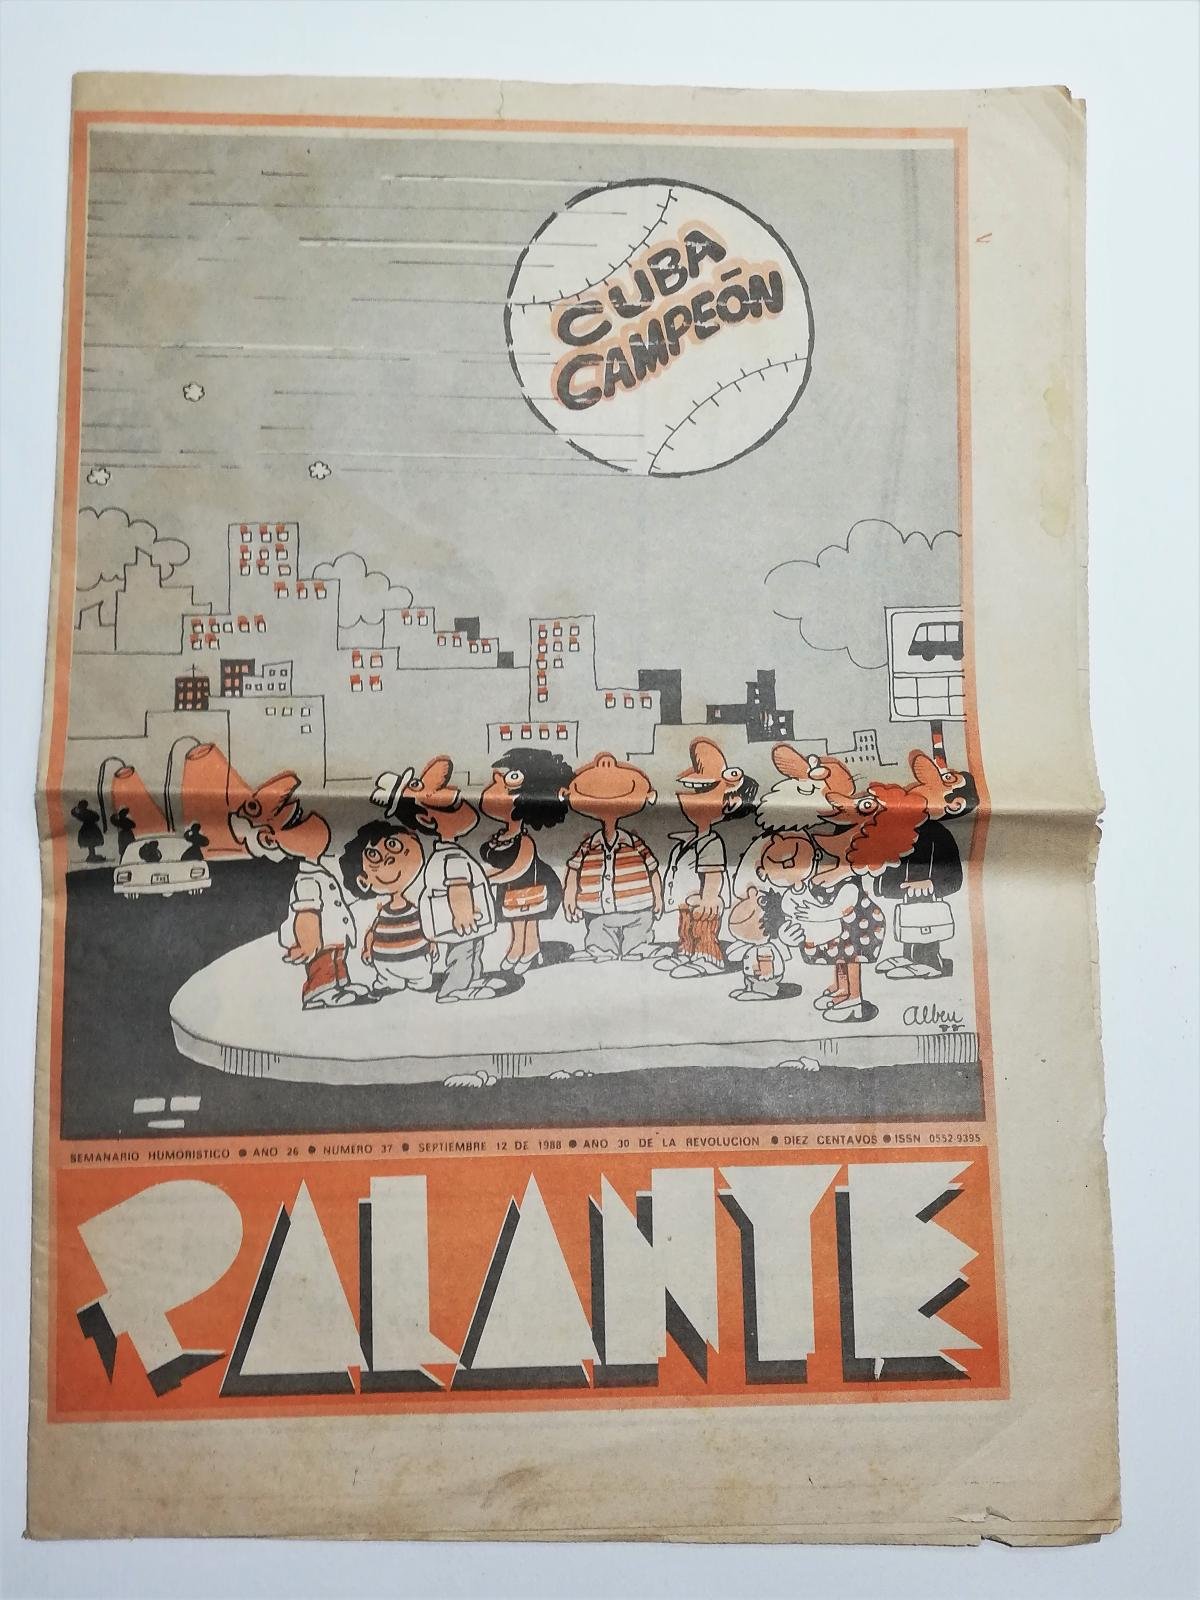 CUBA
CAMPEÓN
Albeu
88
SEMANARIO HUMORISTICO ● AÑO 26 ● NUMERO 37 ● SEPTIEMBRE 12 DE 1988 ● AÑO 30 DE LA REVOLUCION ● DIEZ CENTAVOS ● ISSN 0552-9395
PALANTE